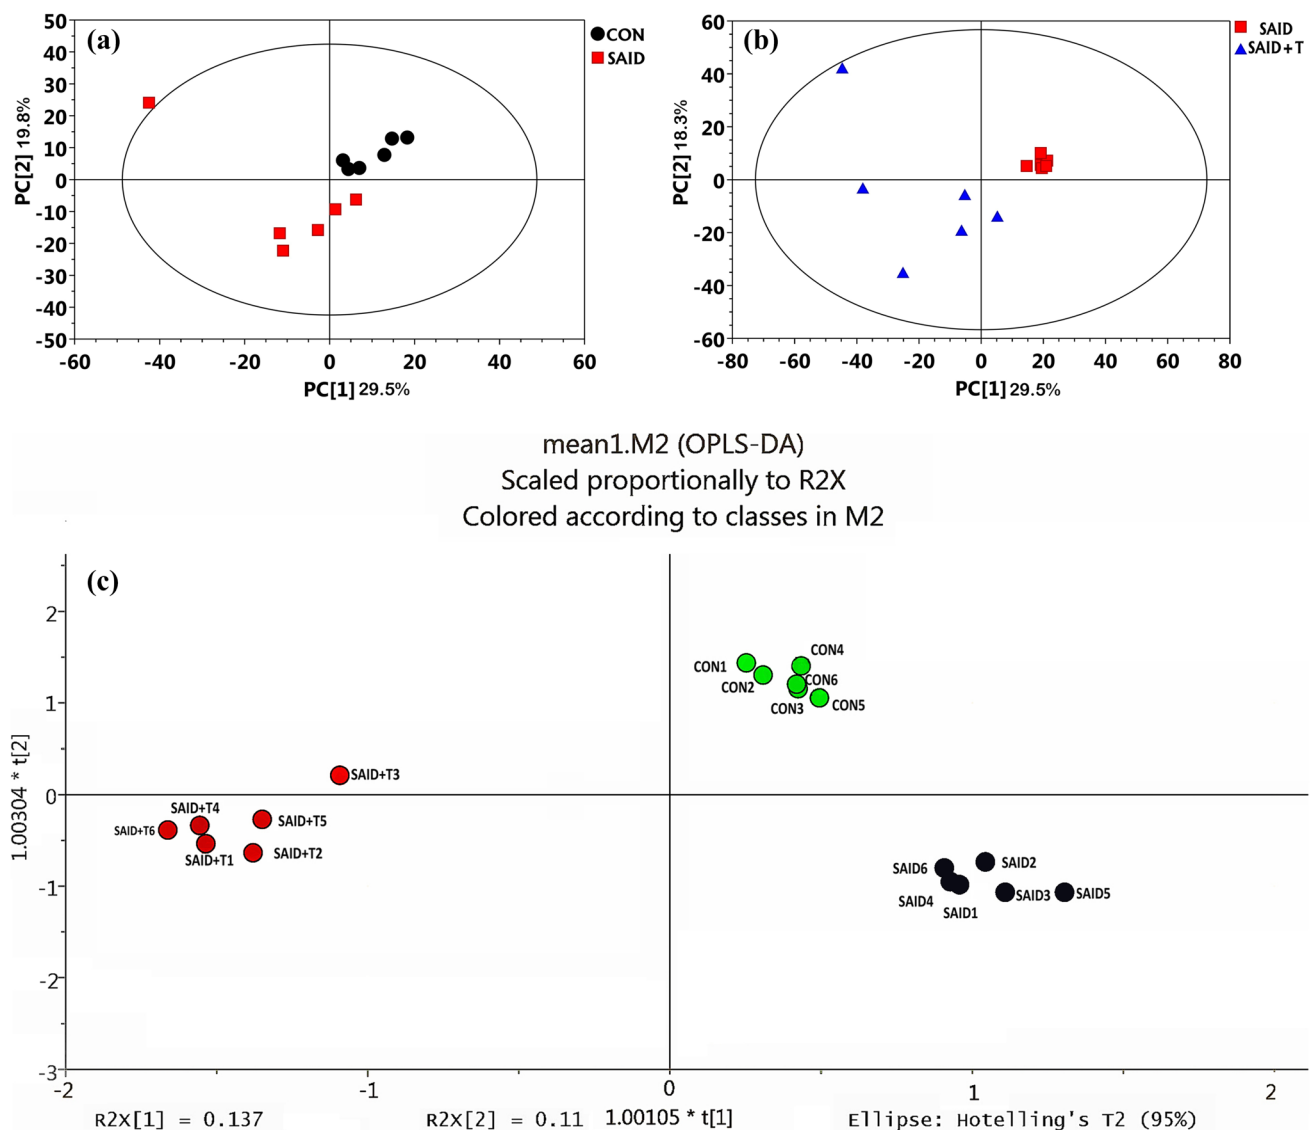 (a)
CON
SAID
50
40
30
20
10
0
-10
-20
-30
-40
-50
PC[2] 19.8%
-60 -40 -20 0 20 40 60
PC[1] 29.5%
(b)
SAID
SAID+T
60
40
20
0
-20
-40
-60
PC[2] 18.3%
-80 -60 -40 -20 0 20 40 60 80
PC[1] 29.5%
mean1.M2 (OPLS-DA)
Scaled proportionally to R2X
Colored according to classes in M2
(c)
2
1
0
-1
-2
-3
1.00304 * t[2]
CON4
CON1
CON6
CON2
CON5
CON3
SAID+T3
SAID+T4
SAID+T5
SAID+T6
SAID+T2
SAID+T1
SAID2
SAID6
SAID3
SAID5
SAID4
SAID1
-2 -1 0 1 2
R2X[1] = 0.137 R2X[2] = 0.11 1.00105 * t[1] Ellipse: Hotelling's T2 (95%)